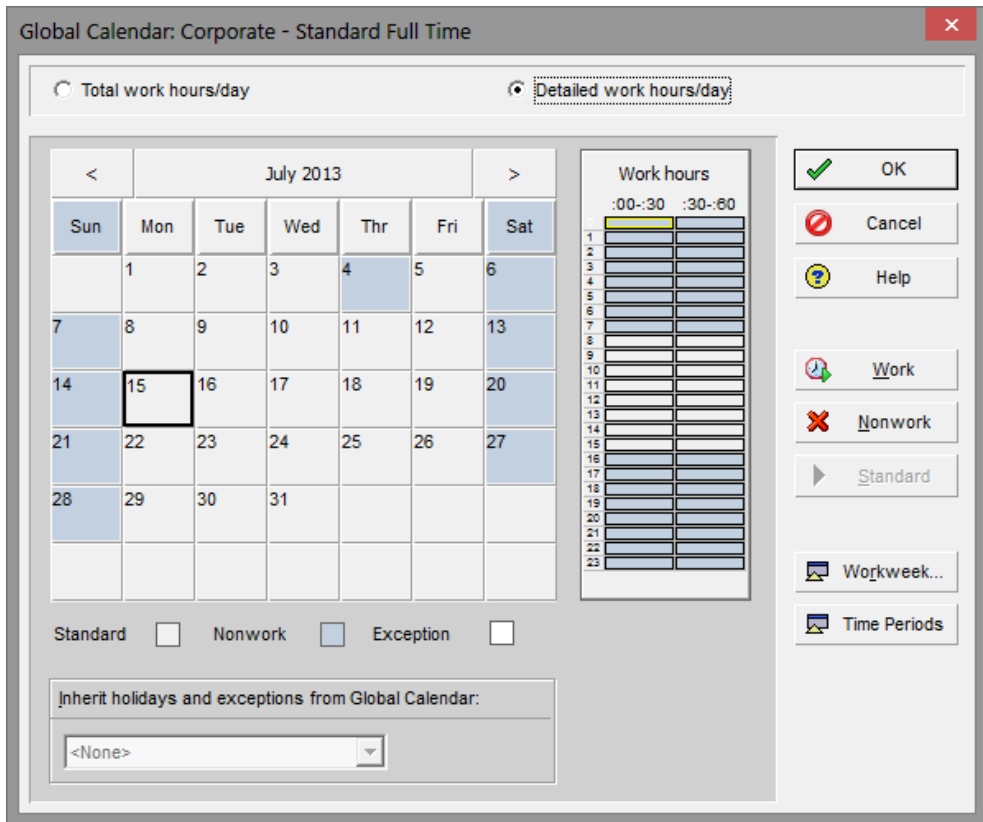 Global Calendar: Corporate - Standard Full Time
Total work hours/day Detailed work hours/day
< July 2013 >
Sun Mon Tue Wed Thr Fri Sat
1 2 3 4 5 6
7 8 9 10 11 12 13
14 15 16 17 18 19 20
21 22 23 24 25 26 27
28 29 30 31
Standard Nonwork Exception
Inherit holidays and exceptions from Global Calendar:
<None>
Work hours
:00-:30 :30-:60
0
1
2
3
4
5
6
7
8
9
10
11
12
13
14
15
16
17
18
19
20
21
22
23
OK
Cancel
Help
Work
Nonwork
Standard
Workweek...
Time Periods